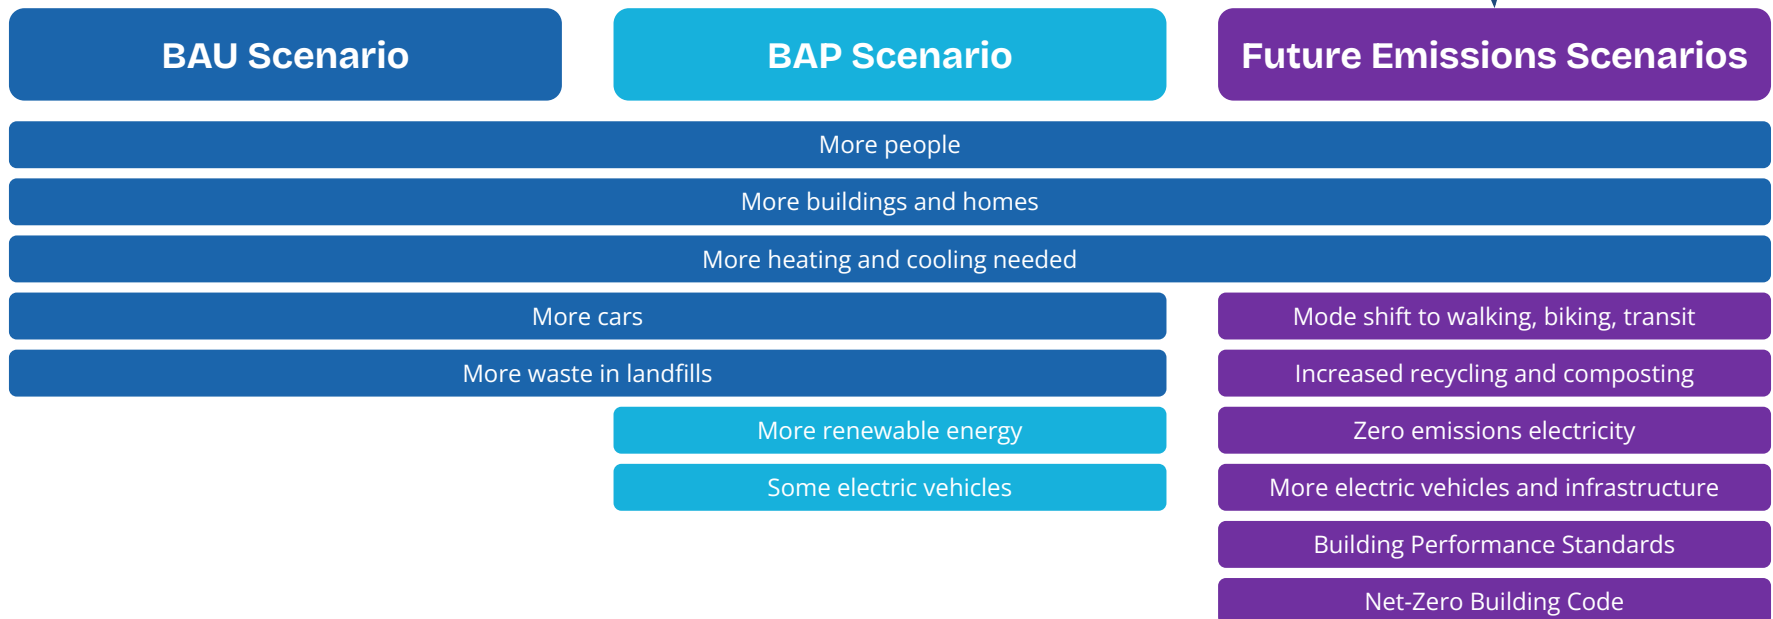 BAU Scenario
BAP Scenario
Future Emissions Scenarios
More people
More buildings and homes
More heating and cooling needed
More cars
Mode shift to walking, biking, transit
More waste in landfills
Increased recycling and composting
More renewable energy
Zero emissions electricity
Some electric vehicles
More electric vehicles and infrastructure
Building Performance Standards
Net-Zero Building Code